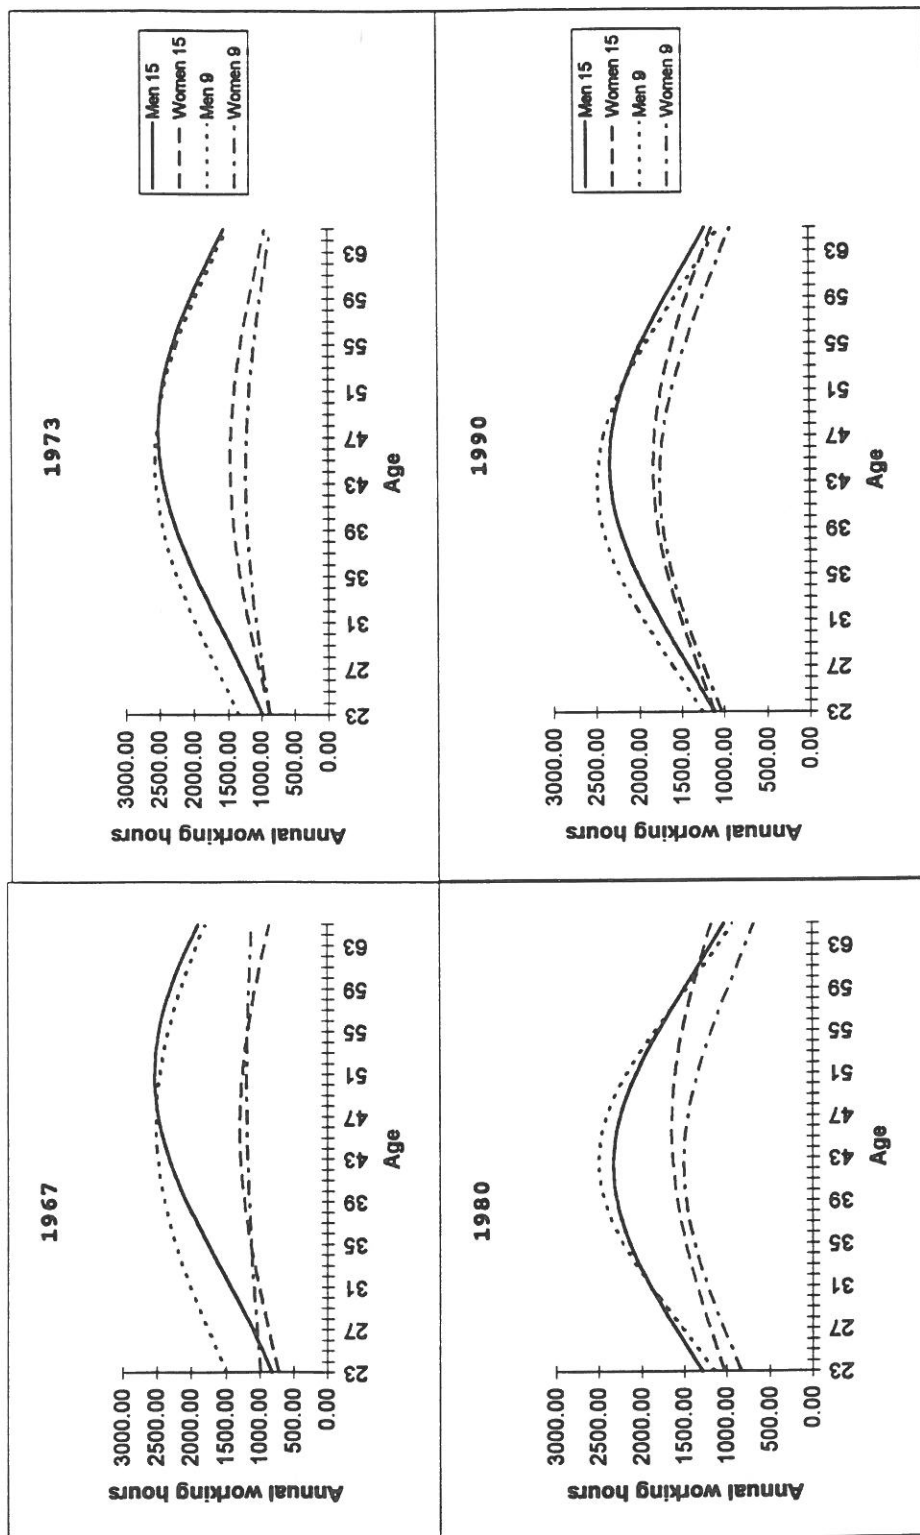 1967
Annual working hours
3000.00
2500.00
2000.00
1500.00
1000.00
500.00
0.00
23 27 31 35 39 43 47 51 55 59 63
Age
1973
Annual working hours
3000.00
2500.00
2000.00
1500.00
1000.00
500.00
0.00
23 27 31 35 39 43 47 51 55 59 63
Age
Men 15
Women 15
Men 9
Women 9
1980
Annual working hours
3000.00
2500.00
2000.00
1500.00
1000.00
500.00
0.00
23 27 31 35 39 43 47 51 55 59 63
Age
1990
Annual working hours
3000.00
2500.00
2000.00
1500.00
1000.00
500.00
0.00
23 27 31 35 39 43 47 51 55 59 63
Age
Men 15
Women 15
Men 9
Women 9